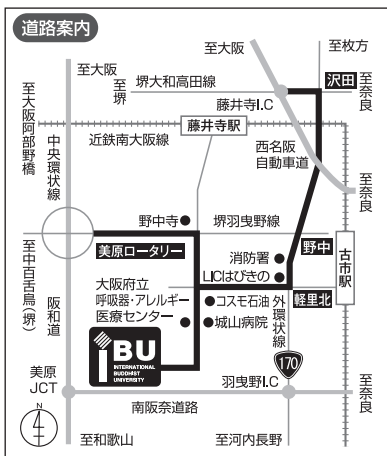 道路案内
至大阪
至枚方
至大阪
至堺
堺大和高田線
沢田
至奈良
藤井寺I.C
至大阪阿部野橋
中央環状線
近鉄南大阪線
藤井寺駅
西名阪
自動車道
至奈良
野中寺
堺羽曳野線
美原ロータリー
野中
古市駅
消防署
LICはびきの
至中百舌鳥(堺)
阪和道
大阪府立
呼吸器・アレルギー
医療センター
コスモ石油
城山病院
外環状線
軽里北
iBU
INTERNATIONAL
BUDDHIST
UNIVERSITY
170
美原
JCT
羽曳野I.C
至奈良
南阪奈道路
至和歌山
至河内長野